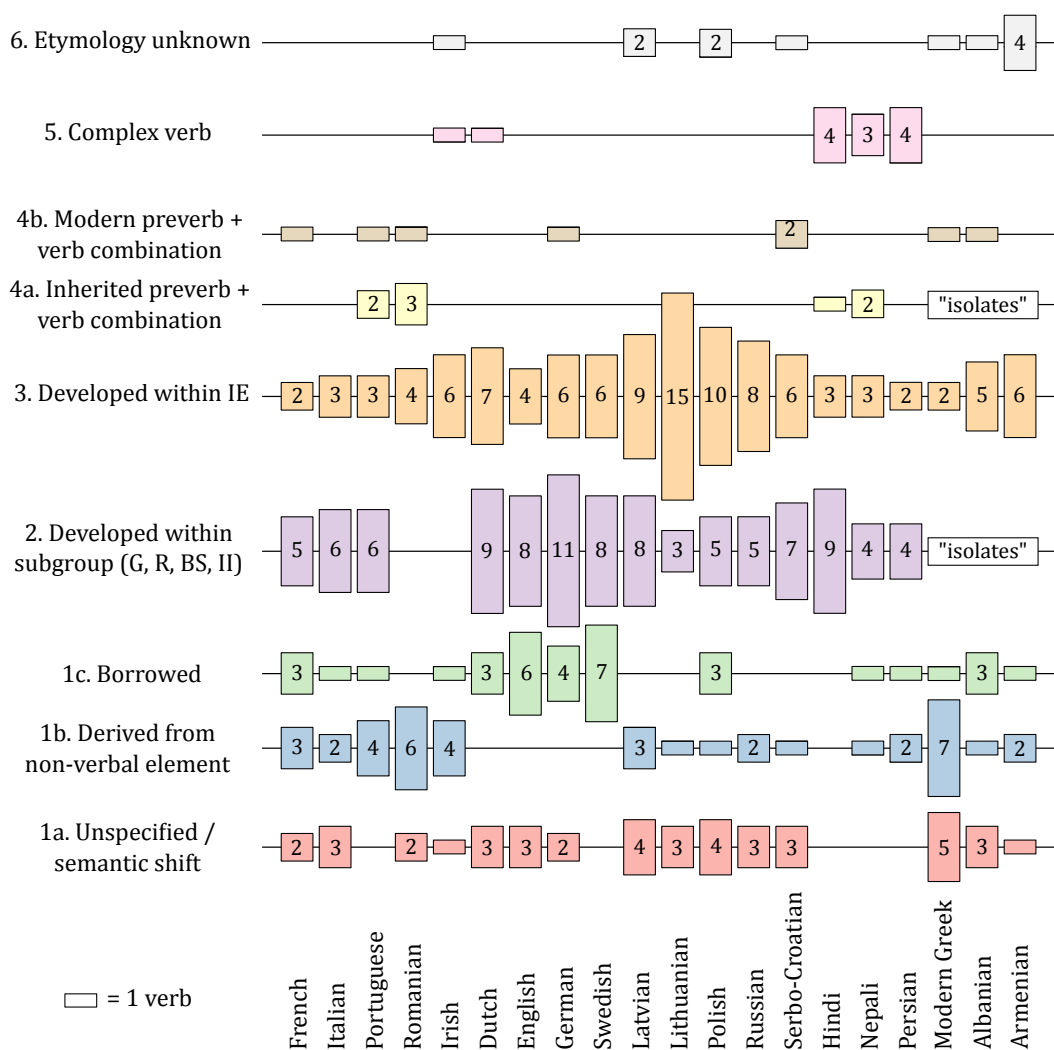 6. Etymology unknown
2 2 4
5. Complex verb
4 3 4
4b. Modern preverb +
verb combination
2
4a. Inherited preverb +
verb combination
2 3 2 "isolates"
3. Developed within IE
2 3 3 4 6 7 4 6 6 9 15 10 8 6 3 3 2 2 5 6
2. Developed within
subgroup (G, R, BS, II)
5 6 6 9 8 11 8 8 3 5 5 7 9 4 4 "isolates"
1c. Borrowed
3 3 6 4 7 3 3
1b. Derived from
non-verbal element
3 2 4 6 4 3 2 2 7 2
1a. Unspecified /
semantic shift
2 3 2 3 3 2 4 3 4 3 3 5 3
= 1 verb
French
Italian
Portuguese
Romanian
Irish
Dutch
English
German
Swedish
Latvian
Lithuanian
Polish
Russian
Serbo-Croatian
Hindi
Nepali
Persian
Modern Greek
Albanian
Armenian